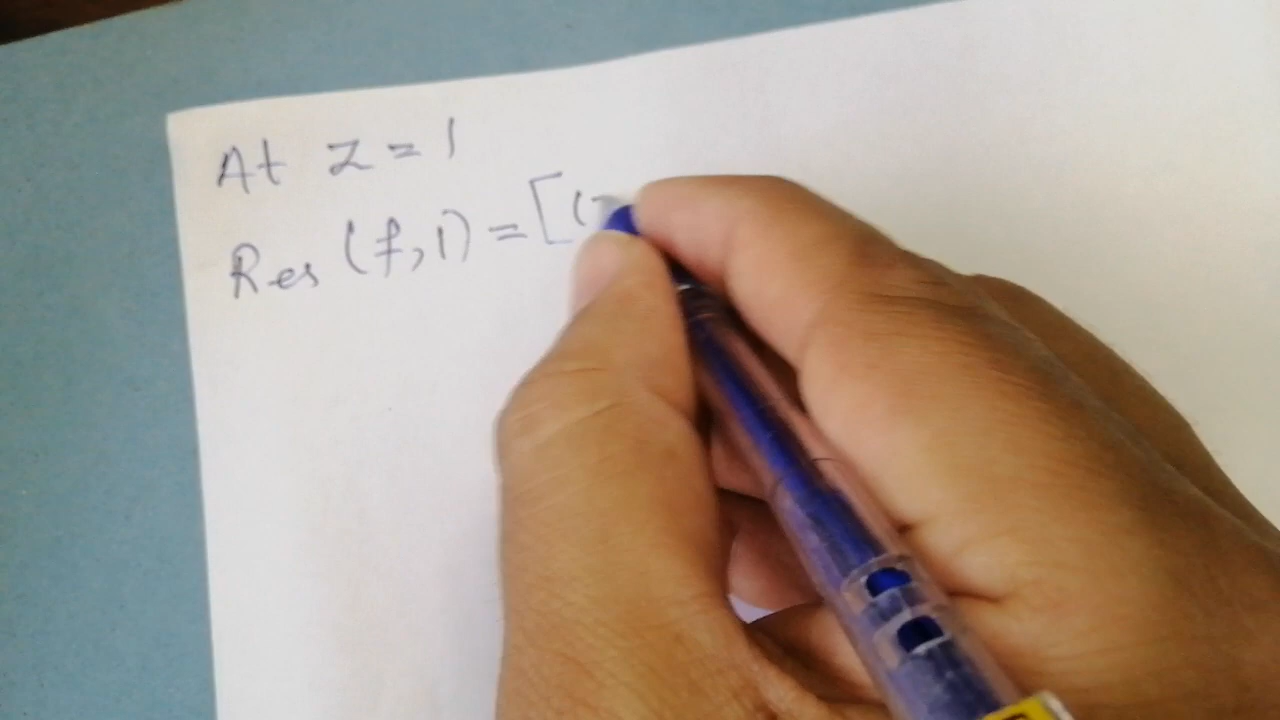 At z = 1
Res (f,1) = [(